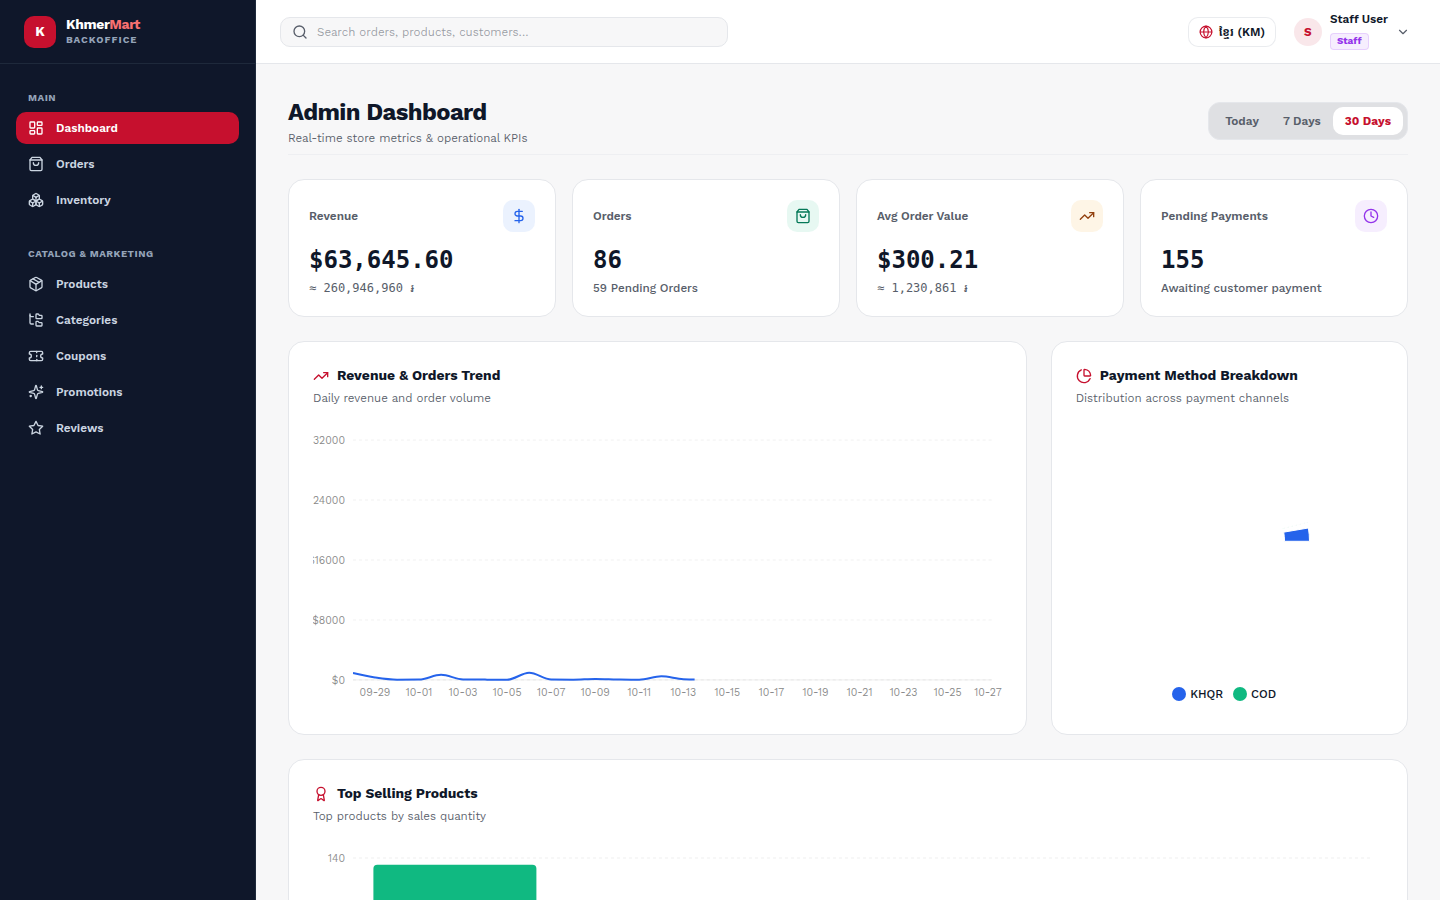 K
KhmerMart
BACKOFFICE
Search orders, products, customers...
ខ្មែរ (KM)
S
Staff User
Staff
MAIN
Dashboard
Orders
Inventory
CATALOG & MARKETING
Products
Categories
Coupons
Promotions
Reviews
Admin Dashboard
Real-time store metrics & operational KPIs
Today
7 Days
30 Days
Revenue
$63,645.60
≈ 260,946,960 ៛
Orders
86
59 Pending Orders
Avg Order Value
$300.21
≈ 1,230,861 ៛
Pending Payments
155
Awaiting customer payment
Revenue & Orders Trend
Daily revenue and order volume
32000
24000
16000
$8000
$0
09-29 10-01 10-03 10-05 10-07 10-09 10-11 10-13 10-15 10-17 10-19 10-21 10-23 10-25 10-27
Payment Method Breakdown
Distribution across payment channels
KHQR COD
Top Selling Products
Top products by sales quantity
140